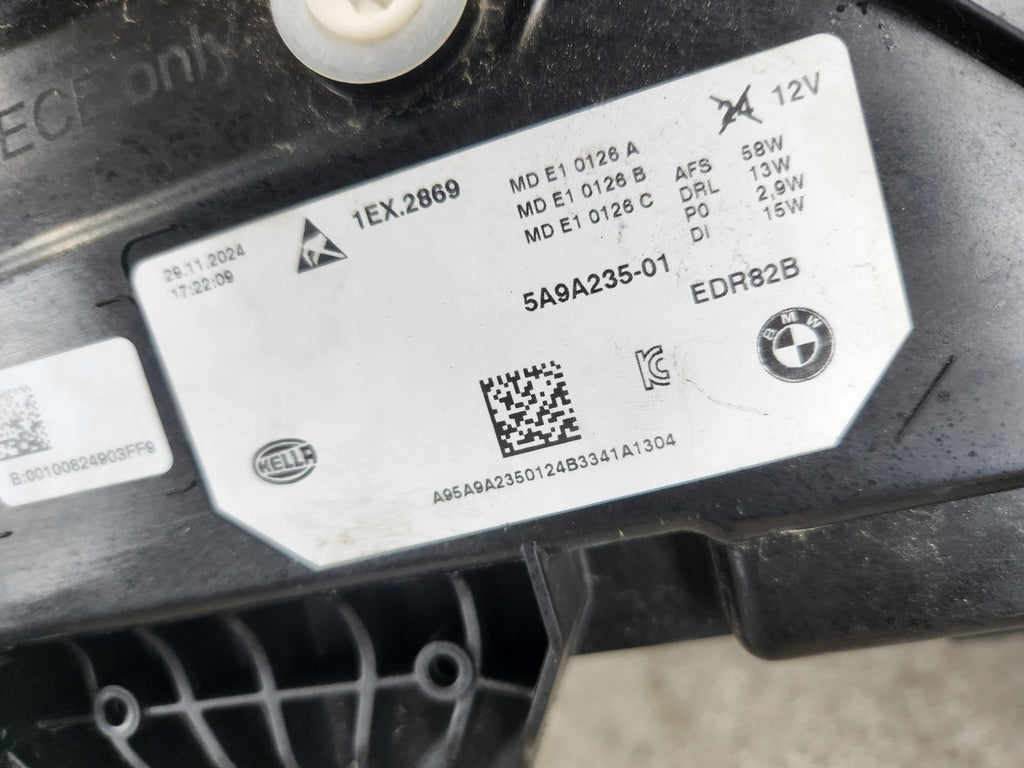 ECE only
24 12V
MD E1 0126 A
MD E1 0126 B
MD E1 0126 C
AFS 58W
DRL 13W
PO 2,9W
DI 15W
1EX.2869
29.11.2024
17:22:09
5A9A235-01
EDR82B
BMW
HELLA
A95A9A2350124B3341A1304
B:00100824903FF9